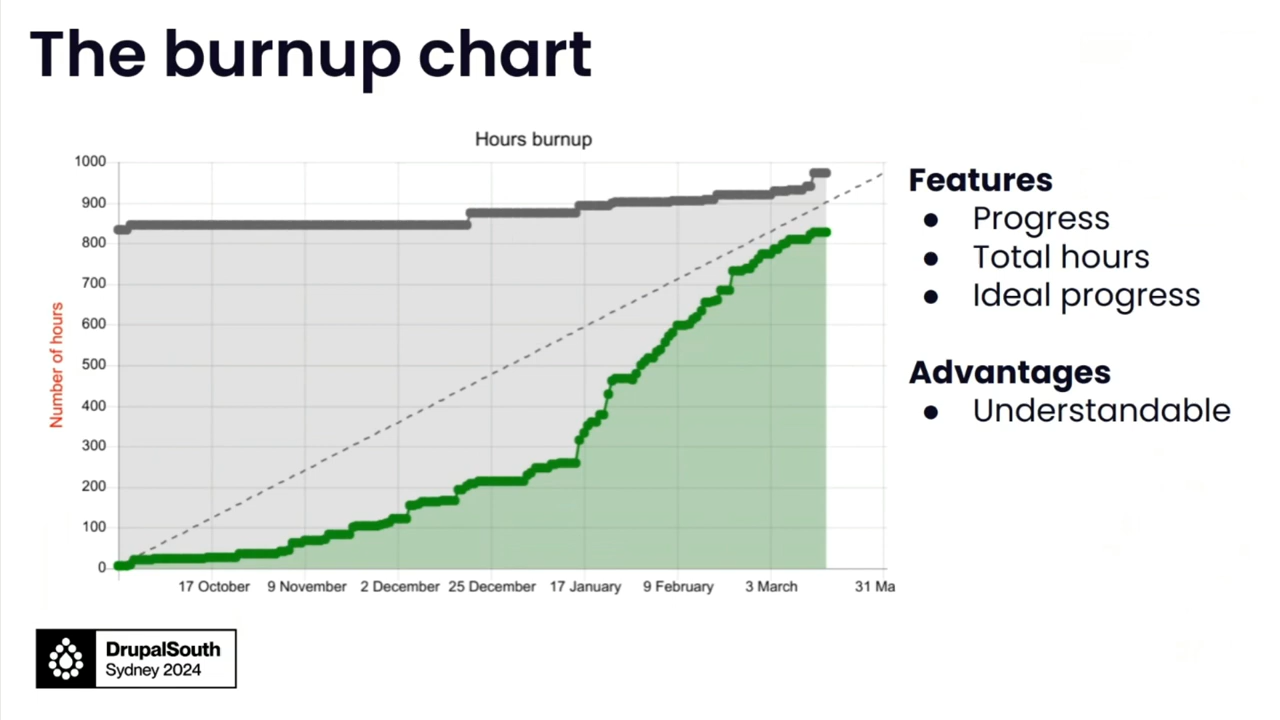 The burnup chart
Hours burnup
1000
900
800
700
600
500
400
300
200
100
0
Number of hours
17 October
9 November
2 December
25 December
17 January
9 February
3 March
31 Ma
Features
● Progress
● Total hours
● Ideal progress
Advantages
● Understandable
DrupalSouth
Sydney 2024